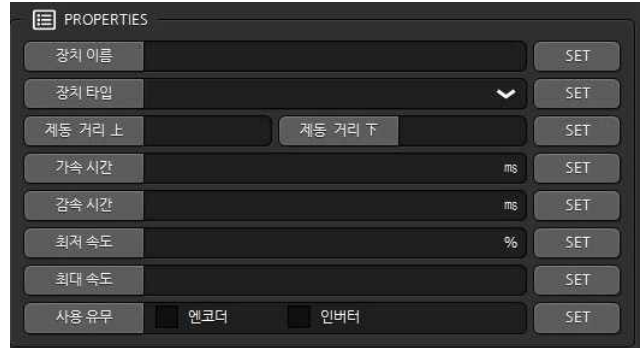 PROPERTIES
장치 이름 SET
장치 타입 SET
제동 거리 上 제동 거리 下 SET
가속 시간 ms SET
감속 시간 ms SET
최저 속도 % SET
최대 속도 SET
사용 유무 엔코더 인버터 SET